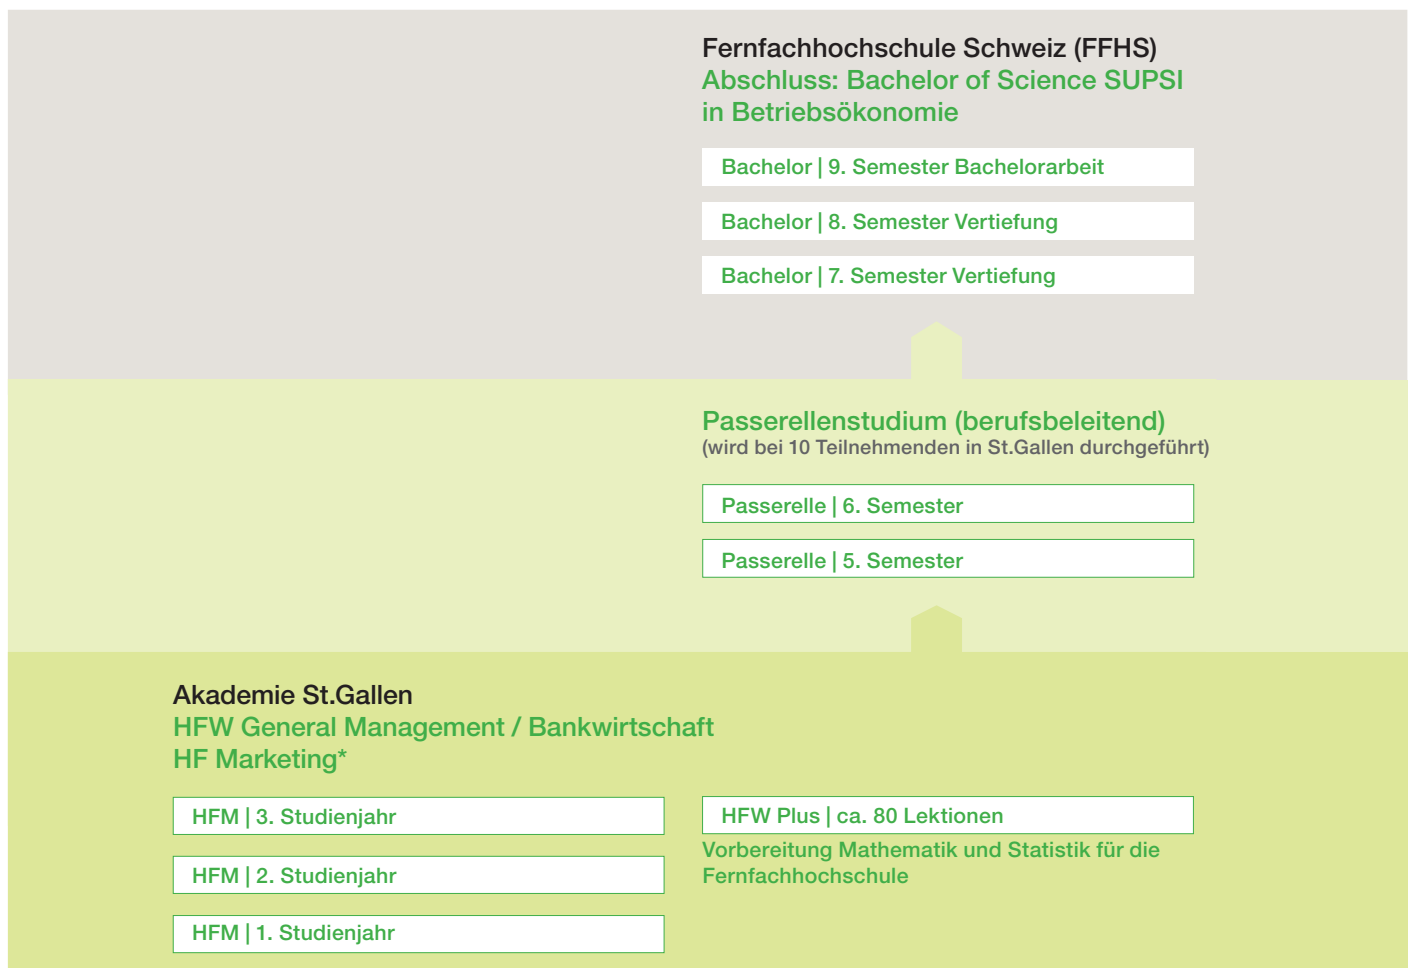 Fernfachhochschule Schweiz (FFHS)
Abschluss: Bachelor of Science SUPSI
in Betriebsökonomie
Bachelor | 9. Semester Bachelorarbeit
Bachelor | 8. Semester Vertiefung
Bachelor | 7. Semester Vertiefung
Passerellenstudium (berufsbeleitend)
(wird bei 10 Teilnehmenden in St.Gallen durchgeführt)
Passerelle | 6. Semester
Passerelle | 5. Semester
Akademie St.Gallen
HFW General Management / Bankwirtschaft
HF Marketing*
HFM | 3. Studienjahr
HFM | 2. Studienjahr
HFM | 1. Studienjahr
HFW Plus | ca. 80 Lektionen
Vorbereitung Mathematik und Statistik für die
Fernfachhochschule